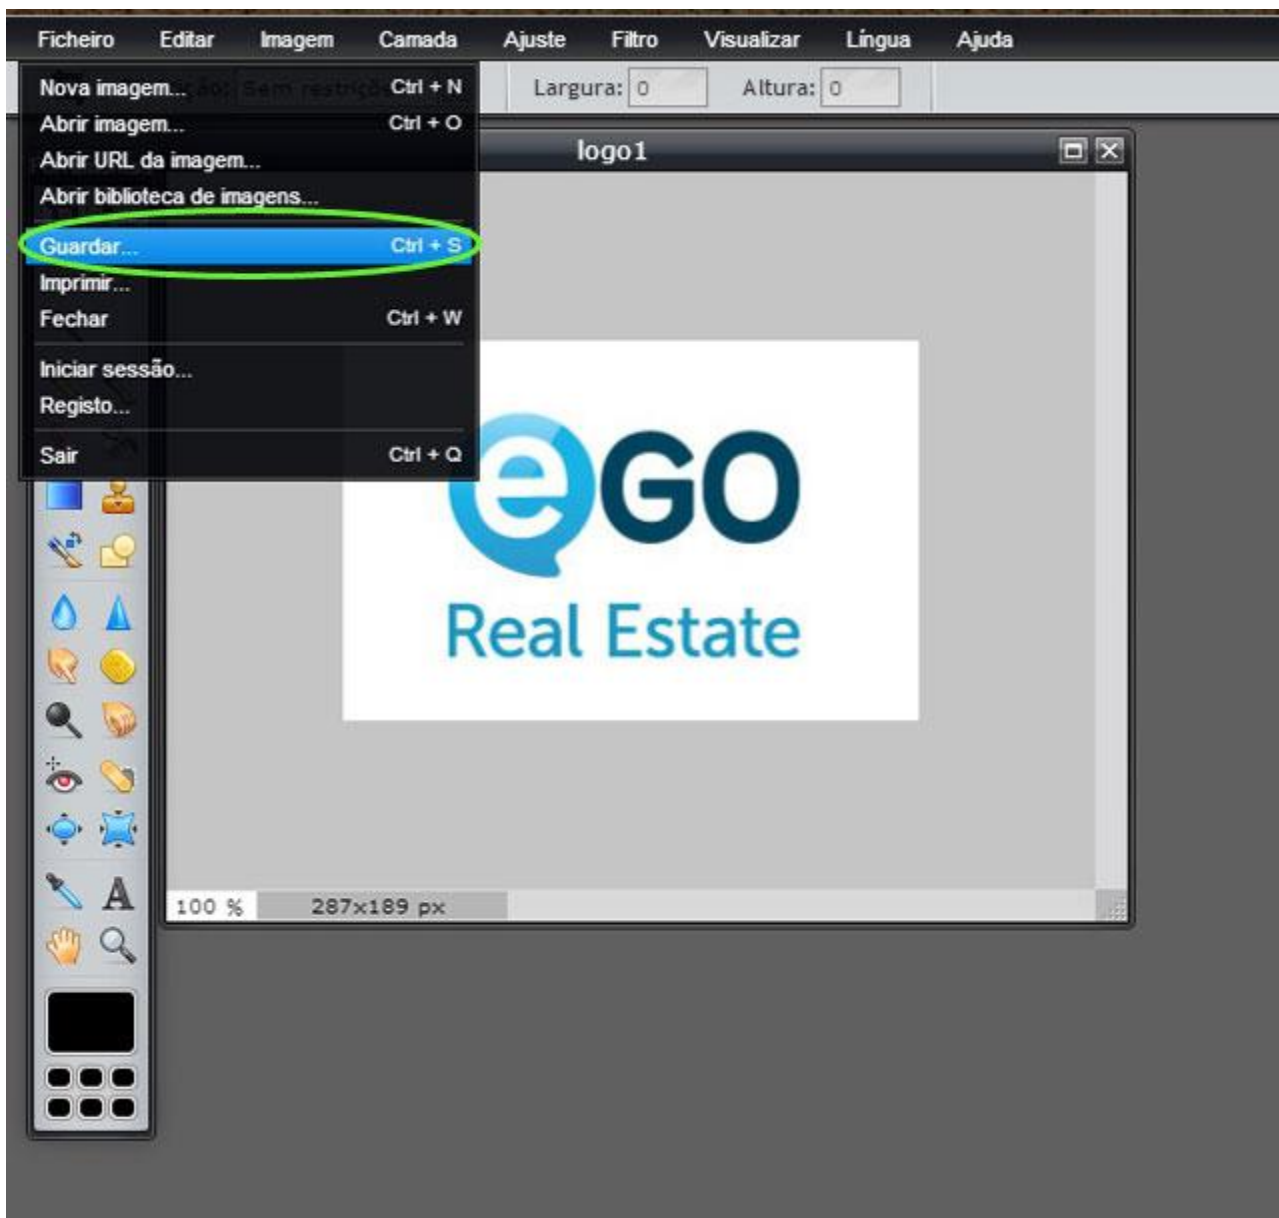 Ficheiro Editar Imagem Camada Ajuste Filtro Visualizar Língua Ajuda
Largura: 0 Altura: 0
Nova imagem... Ctrl + N
Abrir imagem... Ctrl + O
Abrir URL da imagem...
Abrir biblioteca de imagens...
Guardar... Ctrl + S
Imprimir...
Fechar Ctrl + W
Iniciar sessão...
Registo...
Sair Ctrl + Q
logo1
eGO
Real Estate
A
100 % 287x189 px